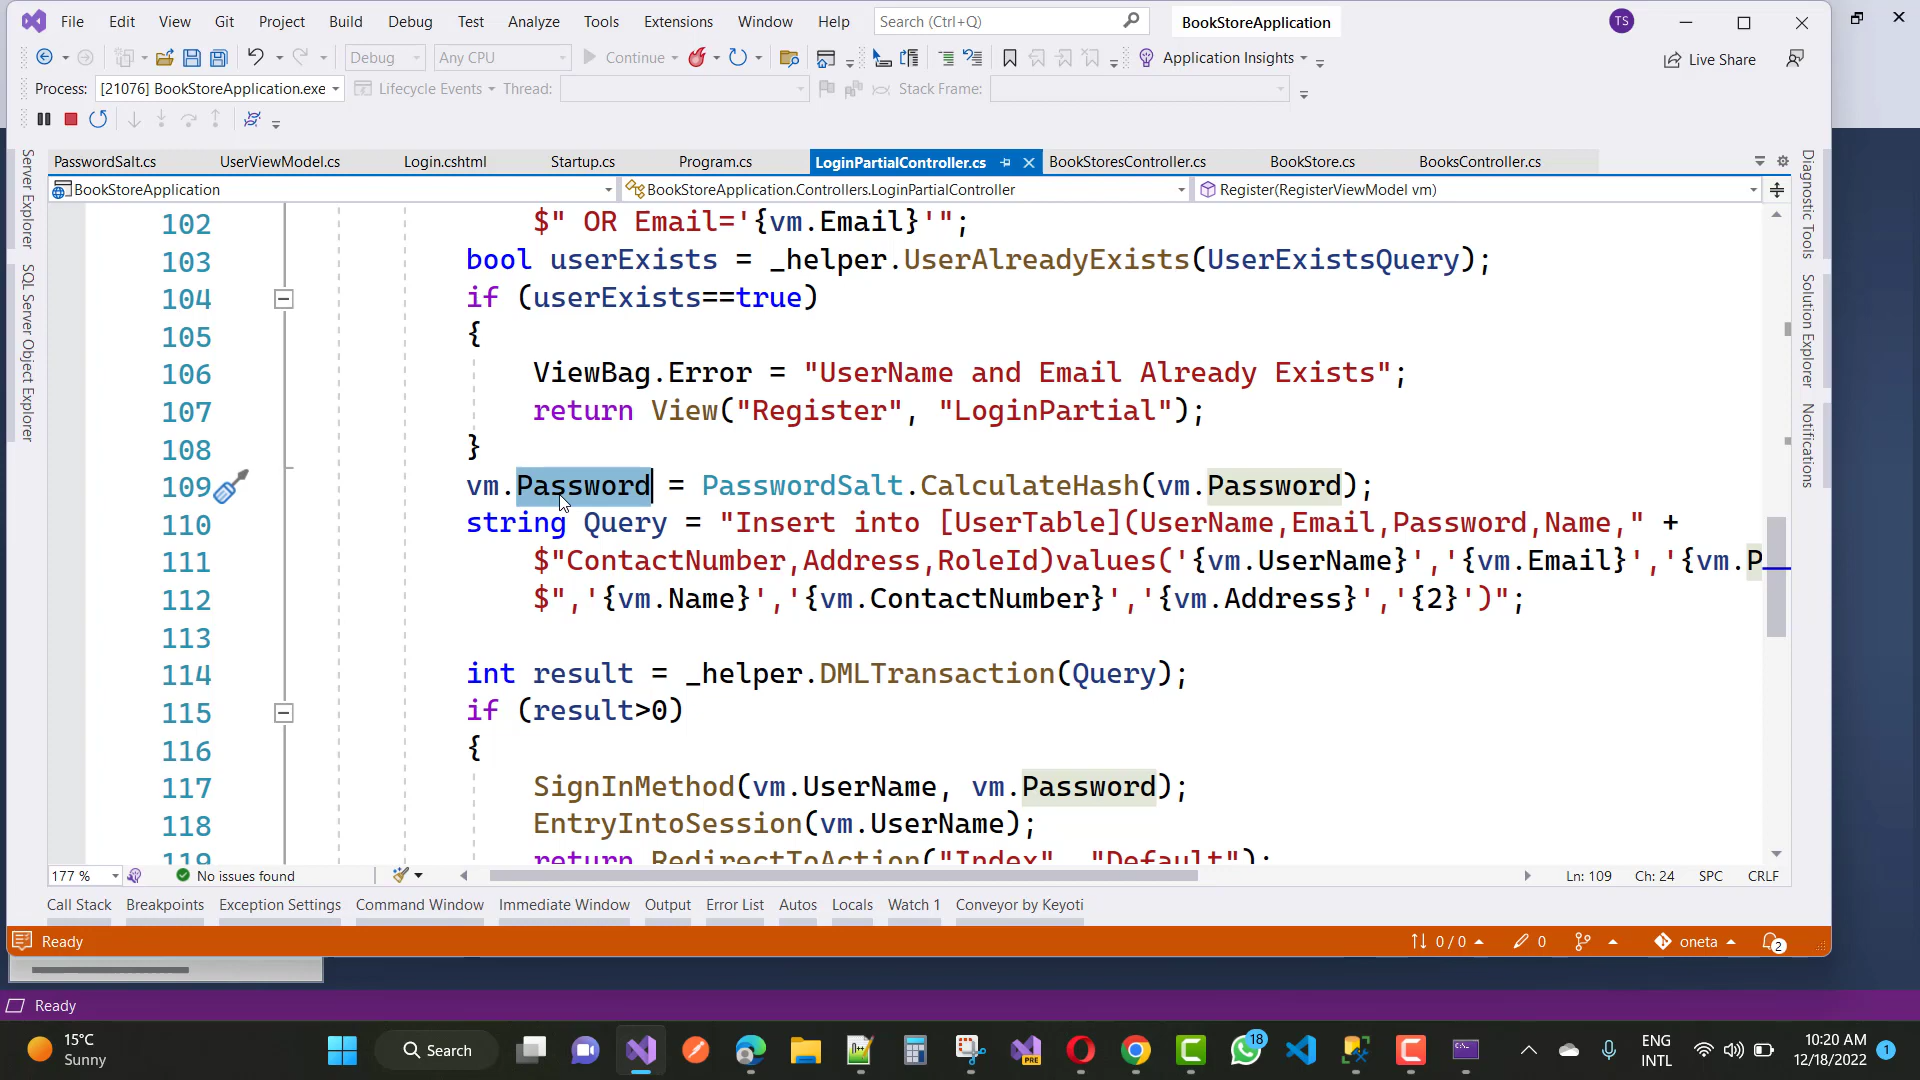 File Edit View Git Project Build Debug Test Analyze Tools Extensions Window Help Search (Ctrl+Q) BookStoreApplication TS
Debug Any CPU Continue Application Insights Live Share
Process: [21076] BookStoreApplication.exe Lifecycle Events Thread: Stack Frame:
PasswordSalt.cs UserViewModel.cs Login.cshtml Startup.cs Program.cs LoginPartialController.cs BookStoresController.cs BookStore.cs BooksController.cs
BookStoreApplication BookStoreApplication.Controllers.LoginPartialController Register(RegisterViewModel vm)
Server Explorer
SQL Server Object Explorer
Diagnostic Tools
Solution Explorer
Notifications
102 $" OR Email='{vm.Email}'";
103 bool userExists = _helper.UserAlreadyExists(UserExistsQuery);
104 if (userExists==true)
105 {
106 ViewBag.Error = "UserName and Email Already Exists";
107 return View("Register", "LoginPartial");
108 }
109 vm.Password = PasswordSalt.CalculateHash(vm.Password);
110 string Query = "Insert into [UserTable](UserName,Email,Password,Name," +
111 $"ContactNumber,Address,RoleId)values('{vm.UserName}','{vm.Email}','{vm.P
112 $",'{vm.Name}','{vm.ContactNumber}','{vm.Address}','{2}')";
113
114 int result = _helper.DMLTransaction(Query);
115 if (result>0)
116 {
117 SignInMethod(vm.UserName, vm.Password);
118 EntryIntoSession(vm.UserName);
119 return RedirectToAction("Index", "Default");
177 % No issues found Ln: 109 Ch: 24 SPC CRLF
Call Stack Breakpoints Exception Settings Command Window Immediate Window Output Error List Autos Locals Watch 1 Conveyor by Keyoti
Ready 0 / 0 0 oneta 2
Ready
15°C
Sunny
Search
PRE
18
ENG
INTL
10:20 AM
12/18/2022
1